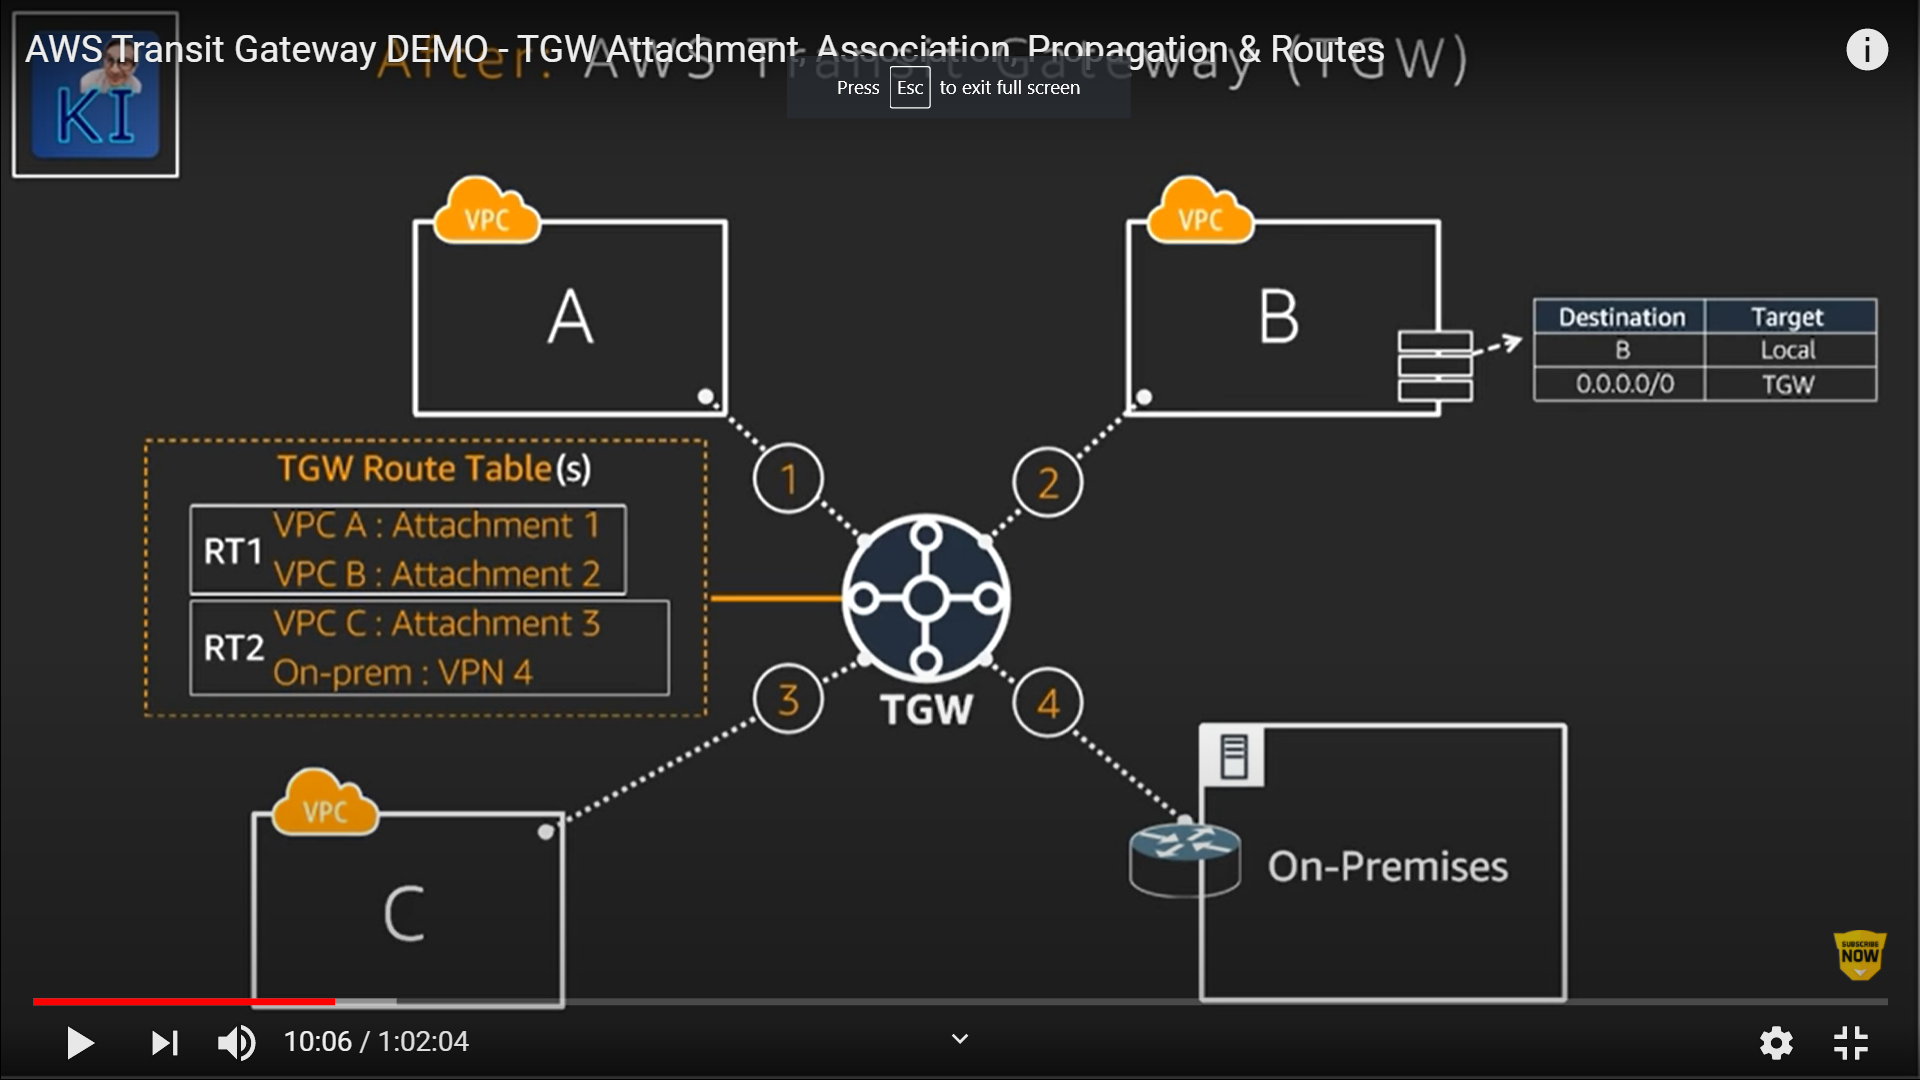 AWS Transit Gateway DEMO - TGW Attachment, Association, Propagation & Routes
After: AWS Transit Gateway (TGW)
Press Esc to exit full screen
KI
VPC
A
VPC
B
Destination Target
B Local
0.0.0.0/0 TGW
TGW Route Table(s)
RT1
VPC A : Attachment 1
VPC B : Attachment 2
RT2
VPC C : Attachment 3
On-prem : VPN 4
1
2
3
4
TGW
VPC
C
On-Premises
SUBSCRIBE
NOW
10:06 / 1:02:04